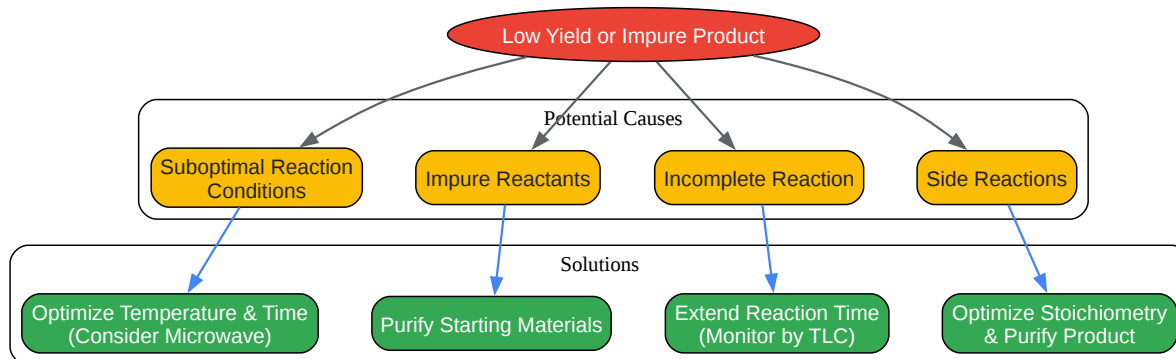 Low Yield or Impure Product
Potential Causes
Suboptimal Reaction
Conditions
Impure Reactants
Incomplete Reaction
Side Reactions
Solutions
Optimize Temperature & Time
(Consider Microwave)
Purify Starting Materials
Extend Reaction Time
(Monitor by TLC)
Optimize Stoichiometry
& Purify Product